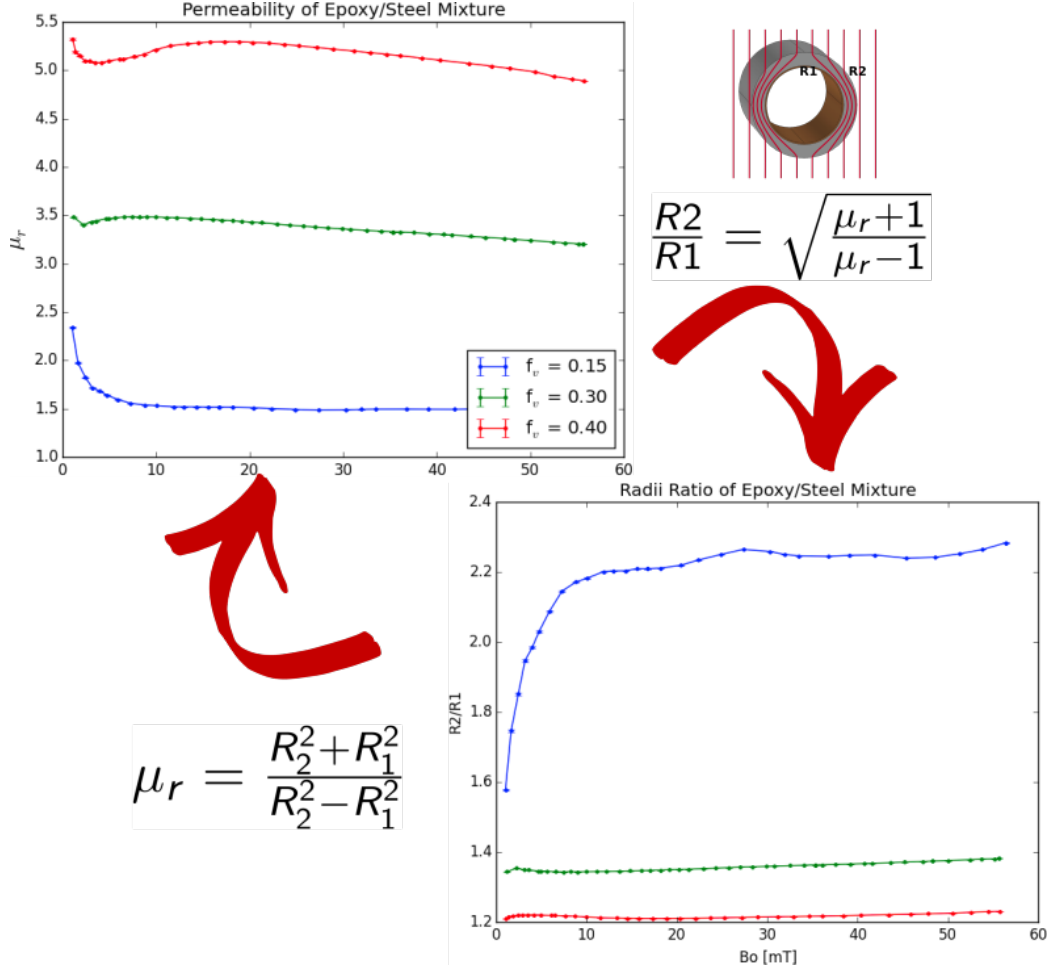 Permeability of Epoxy/Steel Mixture
5.5
5.0
4.5
4.0
3.5
3.0
2.5
2.0
1.5
1.0
μr
f_v = 0.15
f_v = 0.30
f_v = 0.40
0 10 20 30 40 50 60
R1 R2
R2/R1 = √((μr+1)/(μr−1))
μr = (R₂²+R₁²)/(R₂²−R₁²)
Radii Ratio of Epoxy/Steel Mixture
2.4
2.2
2.0
1.8
1.6
1.4
1.2
R2/R1
0 10 20 30 40 50 60
Bo [mT]